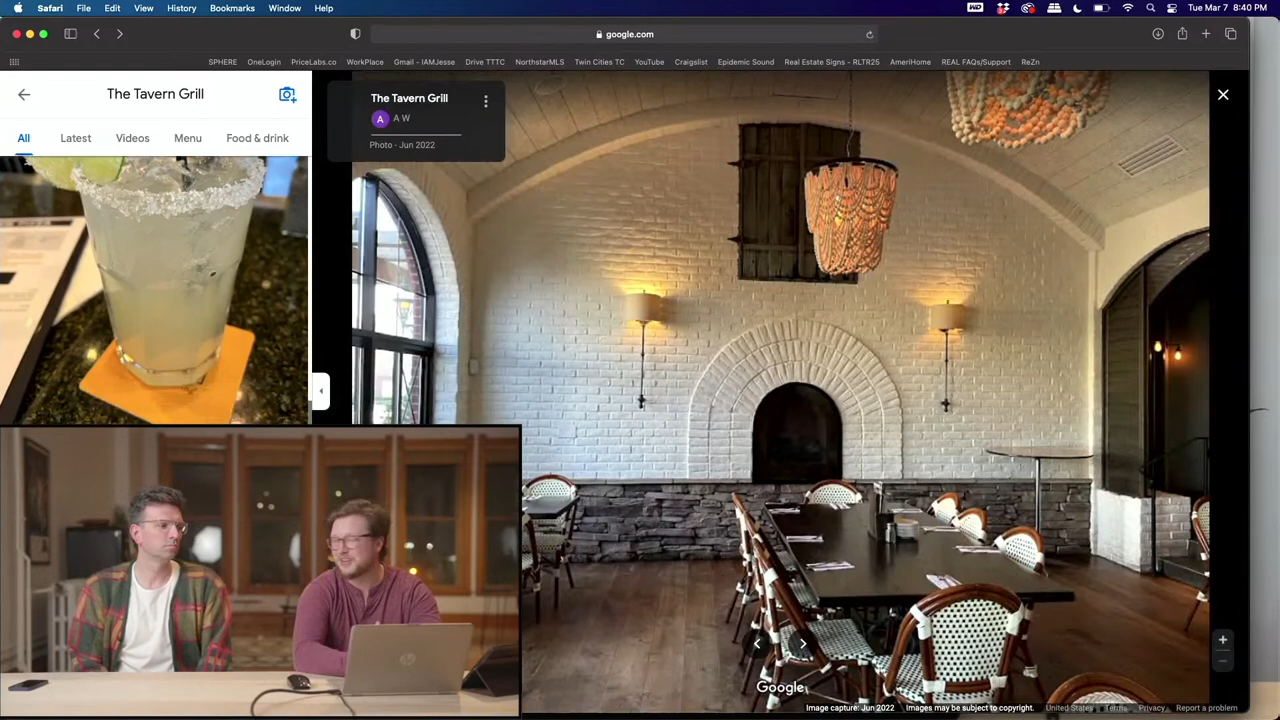 Safari File Edit View History Bookmarks Window Help
Tue Mar 7 8:40 PM
google.com
SPHERE OneLogin PriceLabs.co WorkPlace Gmail - IAMJesse Drive TTTC NorthstarMLS Twin Cities TC YouTube Craigslist Epidemic Sound Real Estate Signs - RLTR25 AmeriHome REAL FAQs/Support ReZn
The Tavern Grill
All Latest Videos Menu Food & drink
The Tavern Grill
A A W
Photo - Jun 2022
Google
Image capture: Jun 2022 Images may be subject to copyright. United States Terms Privacy Report a problem